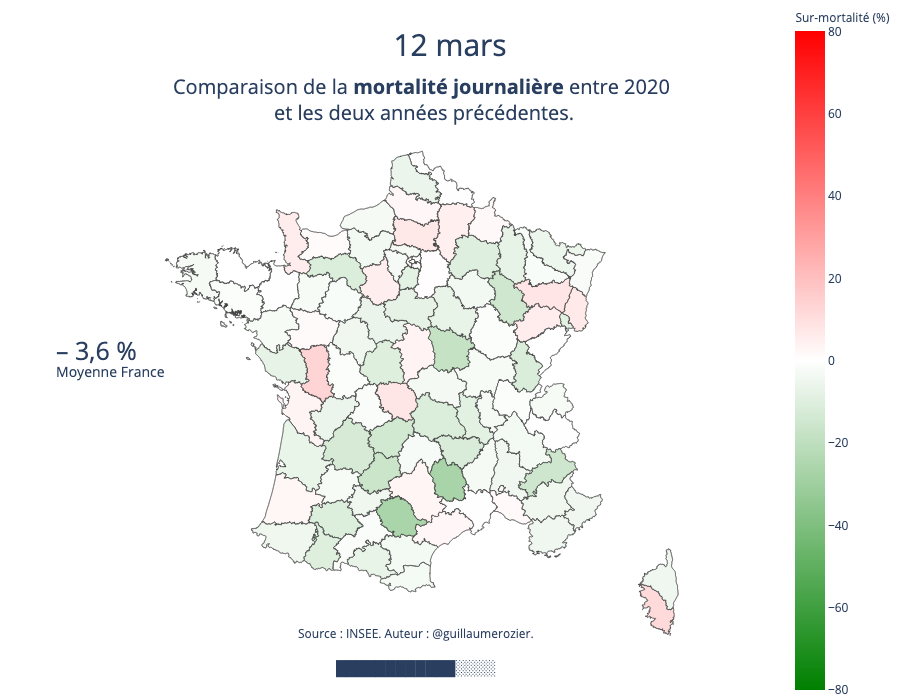 Sur-mortalité (%)
12 mars
Comparaison de la mortalité journalière entre 2020
et les deux années précédentes.
80
60
40
20
0
−20
−40
−60
−80
– 3,6 %
Moyenne France
Source : INSEE. Auteur : @guillaumerozier.